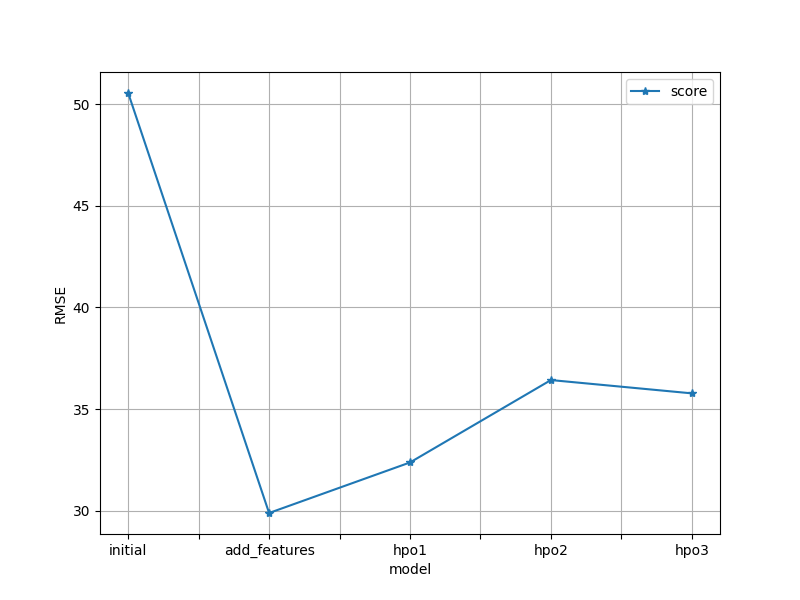 score
50
45
40
35
30
RMSE
initial
add_features
hpo1
hpo2
hpo3
model